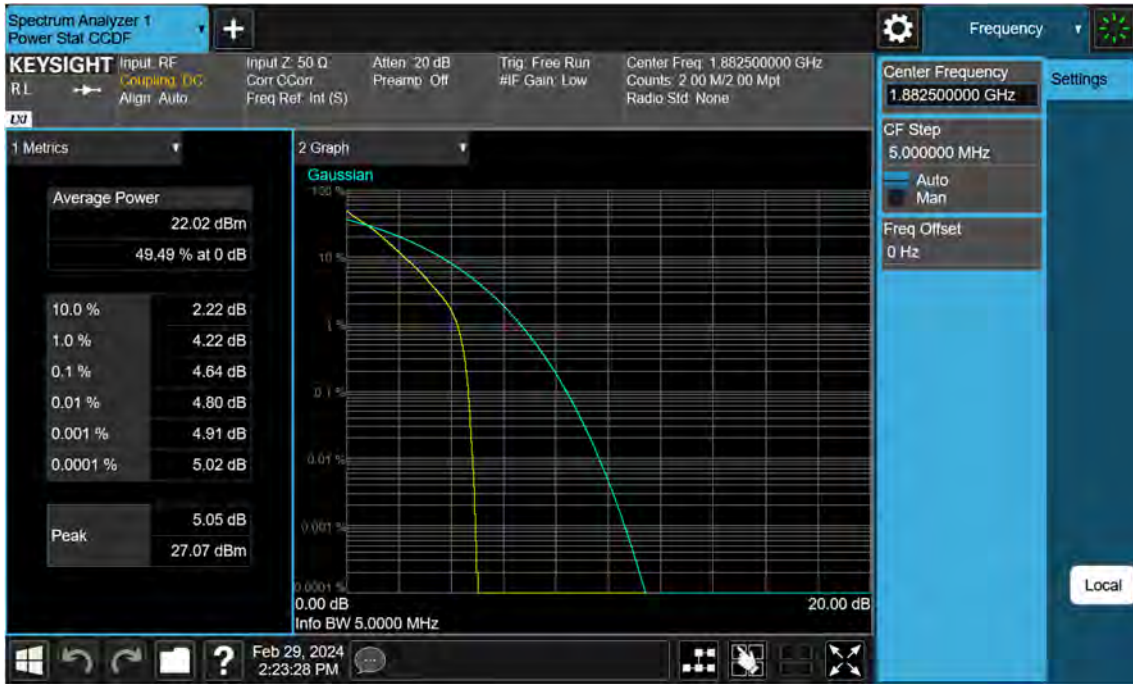 Spectrum Analyzer 1
Power Stat CCDF
Frequency
KEYSIGHT
R L
LXI
Input: RF
Coupling: DC
Align: Auto
Input Z: 50 Ω
Corr CCorr
Freq Ref: Int (S)
Atten: 20 dB
Preamp: Off
Trig: Free Run
#IF Gain: Low
Center Freq: 1.882500000 GHz
Counts: 2.00 M/2.00 Mpt
Radio Std: None
Center Frequency
1.882500000 GHz
Settings
CF Step
5.000000 MHz
Auto
Man
Freq Offset
0 Hz
Local
1 Metrics
Average Power
22.02 dBm
49.49 % at 0 dB
10.0 % 2.22 dB
1.0 % 4.22 dB
0.1 % 4.64 dB
0.01 % 4.80 dB
0.001 % 4.91 dB
0.0001 % 5.02 dB
Peak
5.05 dB
27.07 dBm
2 Graph
Gaussian
100 %
10 %
1 %
0.1 %
0.01 %
0.001 %
0.0001 %
0.00 dB 20.00 dB
Info BW 5.0000 MHz
?
Feb 29, 2024
2:23:28 PM